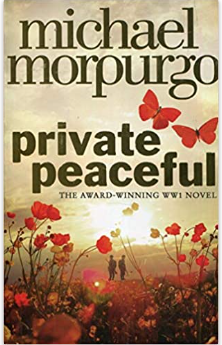 michael
morpurgo
private
peaceful
THE AWARD-WINNING WW1 NOVEL